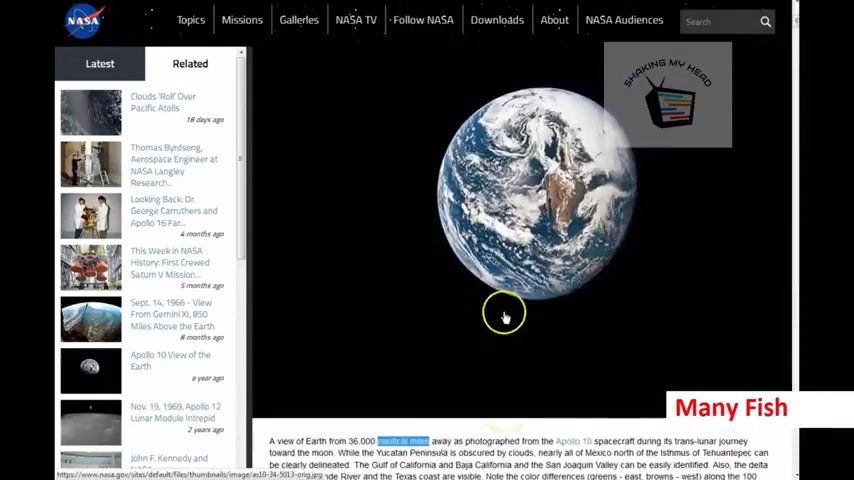 NASA
Topics
Missions
Galleries
NASA TV
Follow NASA
Downloads
About
NASA Audiences
Search
Latest
Related
Clouds 'Roll' Over
Pacific Atolls
18 days ago
Thomas Byrdsong,
Aerospace Engineer at
NASA Langley
Research...
Looking Back: Dr.
George Carruthers and
Apollo 16 Far...
4 months ago
This Week in NASA
History: First Crewed
Saturn V Mission...
5 months ago
Sept. 14, 1966 - View
From Gemini XI, 850
Miles Above the Earth
8 months ago
Apollo 10 View of the
Earth
a year ago
Nov. 19, 1969, Apollo 12
Lunar Module Intrepid
2 years ago
John F. Kennedy and
SHAKING MY HEAD
Many Fish
A view of Earth from 36,000 nautical miles away as photographed from the Apollo 10 spacecraft during its trans-lunar journey
toward the moon. While the Yucatan Peninsula is obscured by clouds, nearly all of Mexico north of the Isthmus of Tehuantepec can
be clearly delineated. The Gulf of California and Baja California and the San Joaquin Valley can be easily identified. Also, the delta
nde River and the Texas coast are visible. Note the color differences (greens - east, browns - west) along the 100
https://www.nasa.gov/sites/default/files/thumbnails/image/as10-34-5013-orig.jpg